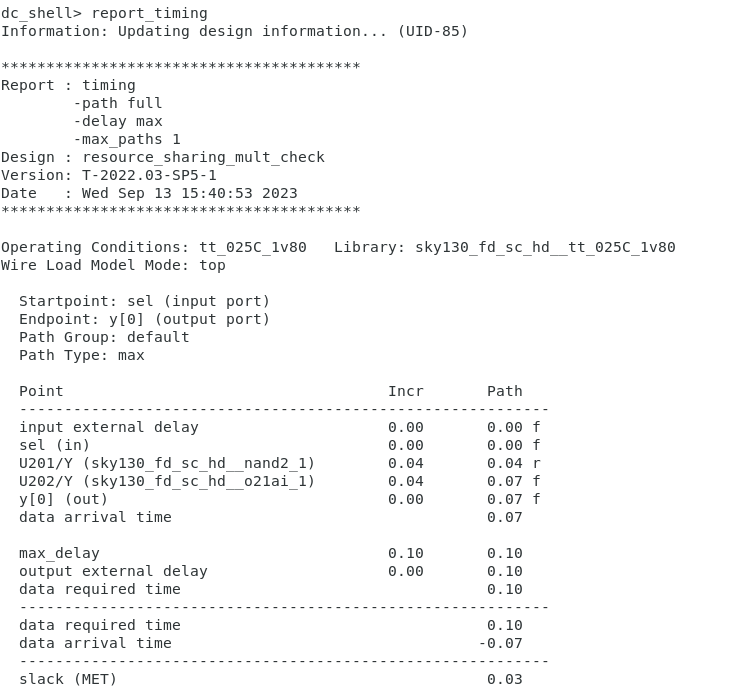 dc_shell> report_timing
Information: Updating design information... (UID-85)
****************************************
Report : timing
        -path full
        -delay max
        -max_paths 1
Design : resource_sharing_mult_check
Version: T-2022.03-SP5-1
Date   : Wed Sep 13 15:40:53 2023
****************************************
Operating Conditions: tt_025C_1v80   Library: sky130_fd_sc_hd__tt_025C_1v80
Wire Load Model Mode: top
  Startpoint: sel (input port)
  Endpoint: y[0] (output port)
  Path Group: default
  Path Type: max
  Point                                    Incr       Path
  -----------------------------------------------------------
  input external delay                     0.00       0.00 f
  sel (in)                                 0.00       0.00 f
  U201/Y (sky130_fd_sc_hd__nand2_1)        0.04       0.04 r
  U202/Y (sky130_fd_sc_hd__o21ai_1)        0.04       0.07 f
  y[0] (out)                               0.00       0.07 f
  data arrival time                                   0.07
  max_delay                                0.10       0.10
  output external delay                    0.00       0.10
  data required time                                  0.10
  -----------------------------------------------------------
  data required time                                  0.10
  data arrival time                                  -0.07
  -----------------------------------------------------------
  slack (MET)                                         0.03